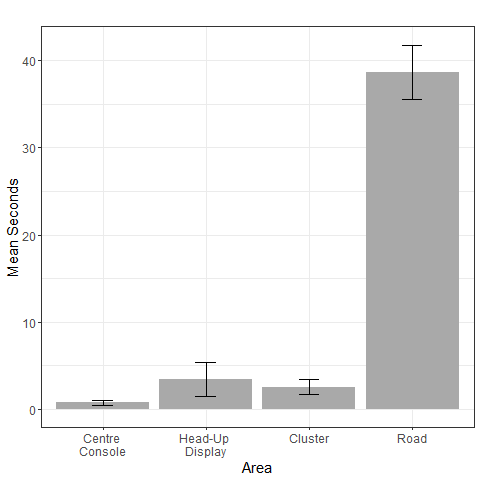 Mean Seconds
40
30
20
10
0
Centre
Console
Head-Up
Display
Cluster
Road
Area